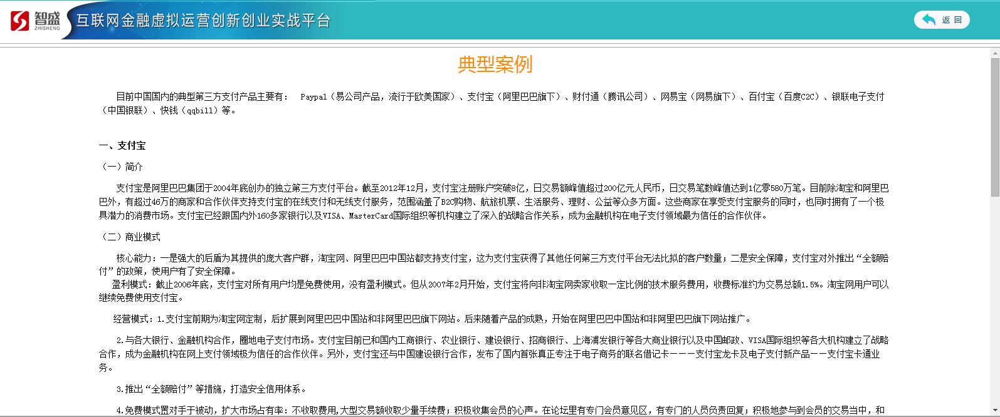 智盛
ZHISHENG
互联网金融虚拟运营创新创业实战平台
返 回
典型案例
目前中国国内的典型第三方支付产品主要有： Paypal（易公司产品，流行于欧美国家）、支付宝（阿里巴巴旗下）、财付通（腾讯公司）、网易宝（网易旗下）、百付宝（百度C2C）、银联电子支付
（中国银联）、快钱（qqbill）等。
一、支付宝
（一）简介
支付宝是阿里巴巴集团于2004年底创办的独立第三方支付平台。截至2012年12月，支付宝注册账户突破8亿，日交易额峰值超过200亿元人民币，日交易笔数峰值达到1亿零580万笔。目前除淘宝和阿里巴
巴外，有超过46万的商家和合作伙伴支持支付宝的在线支付和无线支付服务，范围涵盖了B2C购物、航旅机票、生活服务、理财、公益等众多方面。这些商家在享受支付宝服务的同时，也同时拥有了一个极
具潜力的消费市场。支付宝已经跟国内外160多家银行以及VISA、MasterCard国际组织等机构建立了深入的战略合作关系，成为金融机构在电子支付领域最为信任的合作伙伴。
（二）商业模式
核心能力：一是强大的后盾为其提供的庞大客户群，淘宝网、阿里巴巴中国站都支持支付宝，这为支付宝获得了其他任何第三方支付平台无法比拟的客户数量；二是安全保障，支付宝对外推出“全额赔
付”的政策，使用户有了安全保障。
盈利模式：截止2006年底，支付宝对所有用户均是免费使用，没有盈利模式。但从2007年2月开始，支付宝将向非淘宝网卖家收取一定比例的技术服务费用，收费标准约为交易总额1.5%。淘宝网用户可以
继续免费使用支付宝。
经营模式：1.支付宝前期为淘宝网定制，后扩展到阿里巴巴中国站和非阿里巴巴旗下网站。后来随着产品的成熟，开始在阿里巴巴中国站和非阿里巴巴旗下网站推广。
2.与各大银行、金融机构合作，圈地电子支付市场。支付宝目前已和国内工商银行、农业银行、建设银行、招商银行、上海浦发银行等各大商业银行以及中国邮政、VISA国际组织等各大机构建立了战略
合作，成为金融机构在网上支付领域极为信任的合作伙伴。另外，支付宝还与中国建设银行合作，发布了国内首张真正专注于电子商务的联名借记卡———支付宝龙卡及电子支付新产品——支付宝卡通业
务。
3.推出“全额赔付”等措施，打造安全信用体系。
4.免费模式置对手于被动，扩大市场占有率：不收取费用,大型交易额收取少量手续费；积极收集会员的心声。在论坛里有专门会员意见区，有专门的人员负责回复；积极地参与到会员的交易当中，和